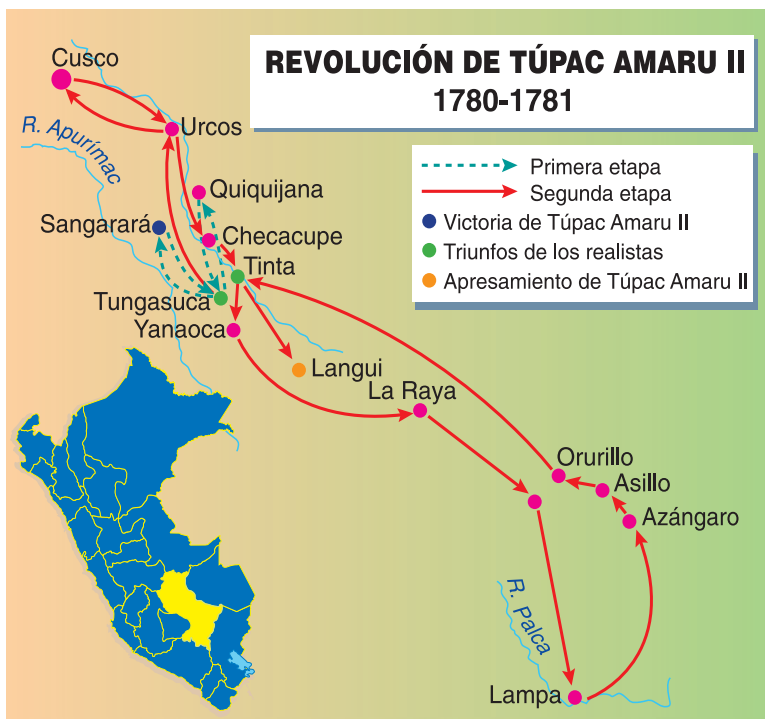 REVOLUCIÓN DE TÚPAC AMARU II
1780-1781
Primera etapa
Segunda etapa
Victoria de Túpac Amaru II
Triunfos de los realistas
Apresamiento de Túpac Amaru II
Cusco
Urcos
R. Apurímac
Quiquijana
Sangarará
Checacupe
Tinta
Tungasuca
Yanaoca
Langui
La Raya
Orurillo
Asillo
Azángaro
R. Palca
Lampa